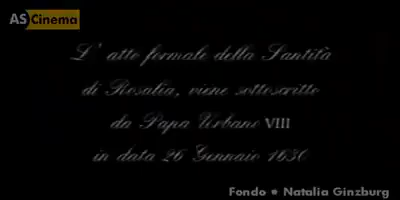 AS Cinema
L' atto formale della Santità
di Rosalia, viene sottoscritto
da Papa Urbano VIII
in data 26 Gennaio 1630
Fondo • Natalia Ginzburg